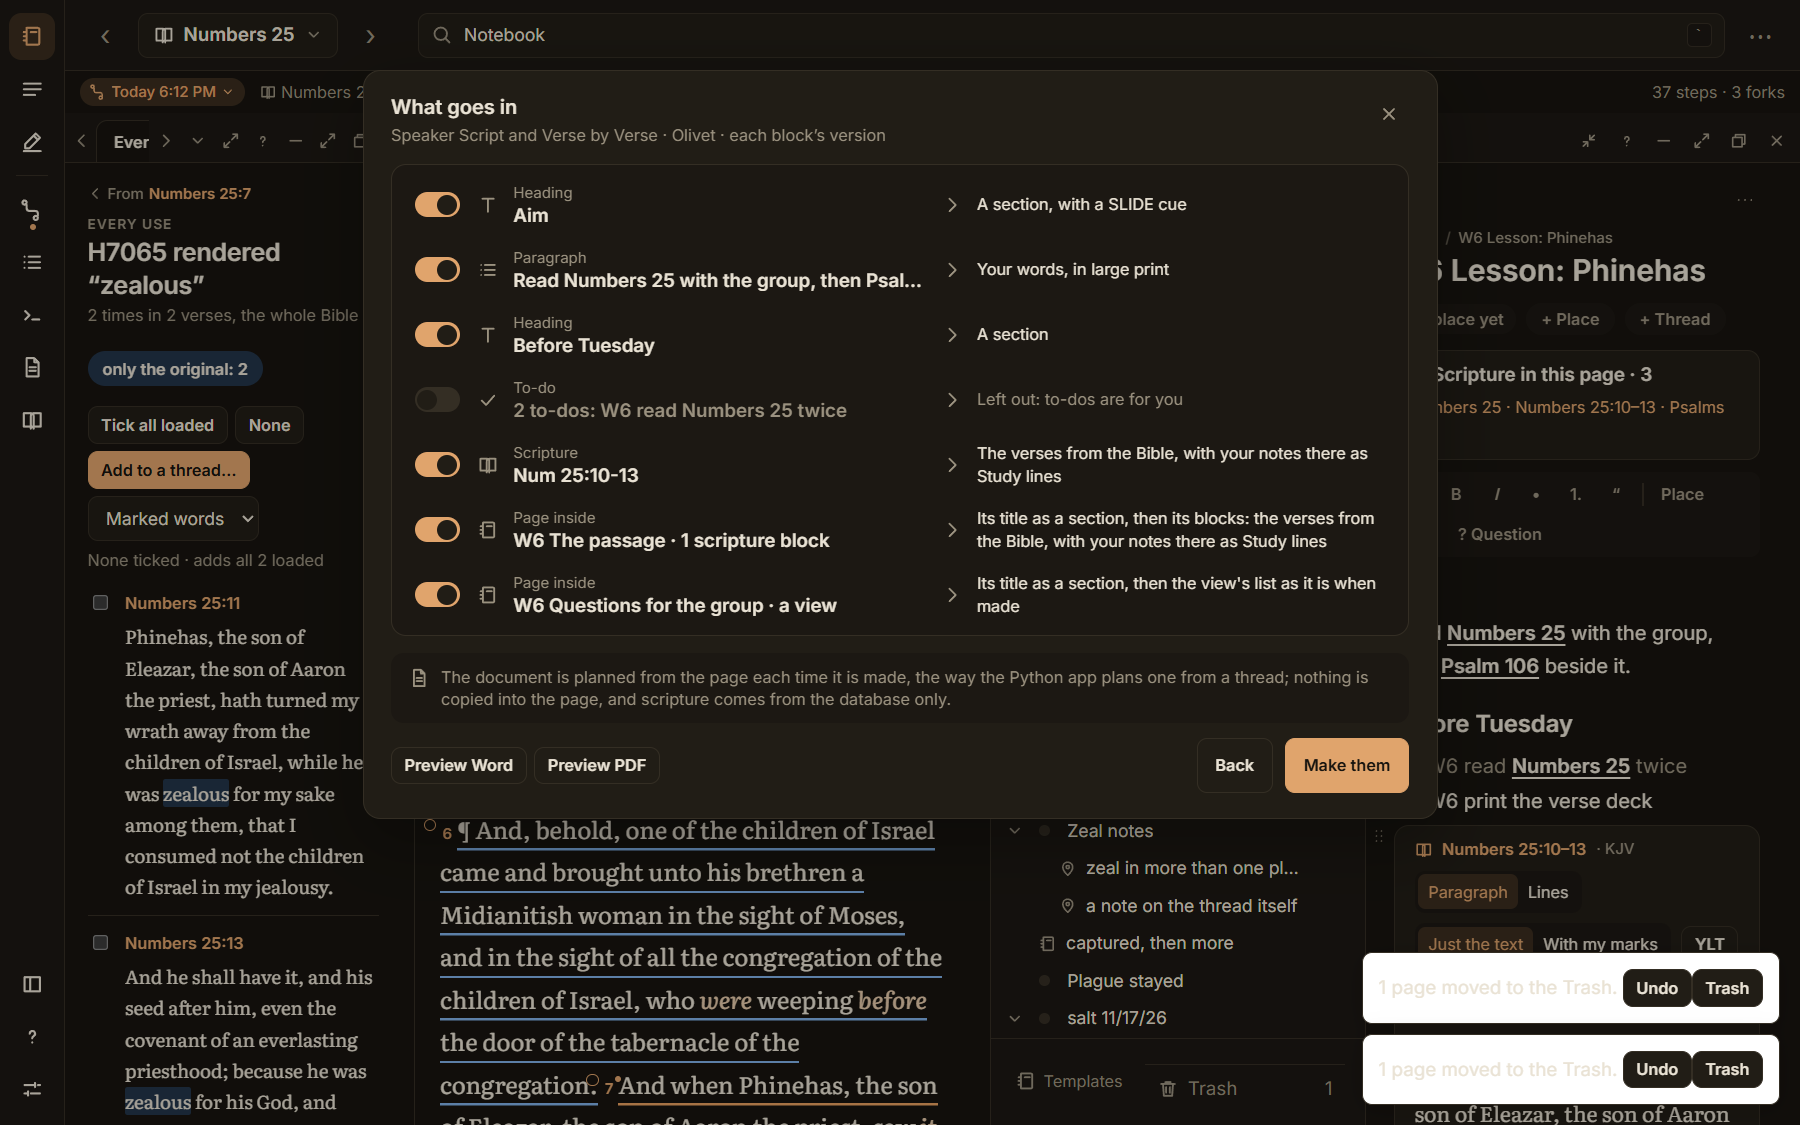 Numbers 25
Notebook
`
Today 6:12 PM
Numbers 2
37 steps · 3 forks
Ever
?
?
From Numbers 25:7
EVERY USE
H7065 rendered
“zealous”
2 times in 2 verses, the whole Bible
only the original: 2
Tick all loaded
None
Add to a thread…
Marked words
None ticked · adds all 2 loaded
Numbers 25:11
Phinehas, the son of
Eleazar, the son of Aaron
the priest, hath turned my
wrath away from the
children of Israel, while he
was zealous for my sake
among them, that I
consumed not the children
of Israel in my jealousy.
Numbers 25:13
And he shall have it, and his
seed after him, even the
covenant of an everlasting
priesthood; because he was
zealous for his God, and
What goes in
Speaker Script and Verse by Verse · Olivet · each block’s version
Heading
Aim
A section, with a SLIDE cue
Paragraph
Read Numbers 25 with the group, then Psal…
Your words, in large print
Heading
Before Tuesday
A section
To-do
2 to-dos: W6 read Numbers 25 twice
Left out: to-dos are for you
Scripture
Num 25:10-13
The verses from the Bible, with your notes there as
Study lines
Page inside
W6 The passage · 1 scripture block
Its title as a section, then its blocks: the verses from
the Bible, with your notes there as Study lines
Page inside
W6 Questions for the group · a view
Its title as a section, then the view's list as it is when
made
The document is planned from the page each time it is made, the way the Python app plans one from a thread; nothing is
copied into the page, and scripture comes from the database only.
Preview Word
Preview PDF
Back
Make them
6 ¶ And, behold, one of the children of Israel
came and brought unto his brethren a
Midianitish woman in the sight of Moses,
and in the sight of all the congregation of the
children of Israel, who were weeping before
the door of the tabernacle of the
congregation. 7 And when Phinehas, the son
of Eleazar, the son of Aaron the priest, saw it
Zeal notes
zeal in more than one pl…
a note on the thread itself
captured, then more
Plague stayed
salt 11/17/26
Templates
Trash
1
/ W6 Lesson: Phinehas
6 Lesson: Phinehas
place yet
+ Place
+ Thread
Scripture in this page · 3
nbers 25 · Numbers 25:10–13 · Psalms
B
I
•
1.
“
Place
? Question
Numbers 25 with the group,
Psalm 106 beside it.
ore Tuesday
W6 read Numbers 25 twice
W6 print the verse deck
Numbers 25:10–13 · KJV
Paragraph
Lines
Just the text
With my marks
YLT
1 page moved to the Trash.
Undo
Trash
1 page moved to the Trash.
Undo
Trash
son of Eleazar, the son of Aaron
?